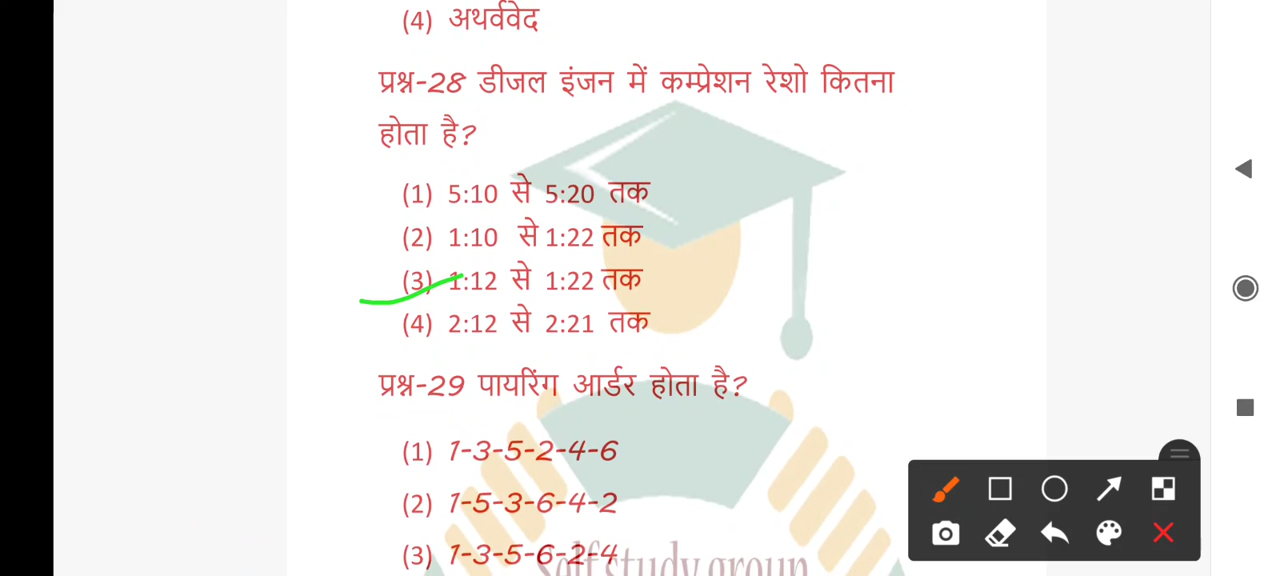 (4) अथर्ववेद
प्रश्न-28 डीजल इंजन में कम्प्रेशन रेशो कितना
होता है?
(1) 5:10 से 5:20 तक
(2) 1:10 से 1:22 तक
(3) 1:12 से 1:22 तक
(4) 2:12 से 2:21 तक
प्रश्न-29 पायरिंग आर्डर होता है?
(1) 1-3-5-2-4-6
(2) 1-5-3-6-4-2
(3) 1-3-5-6-2-4
Self study group